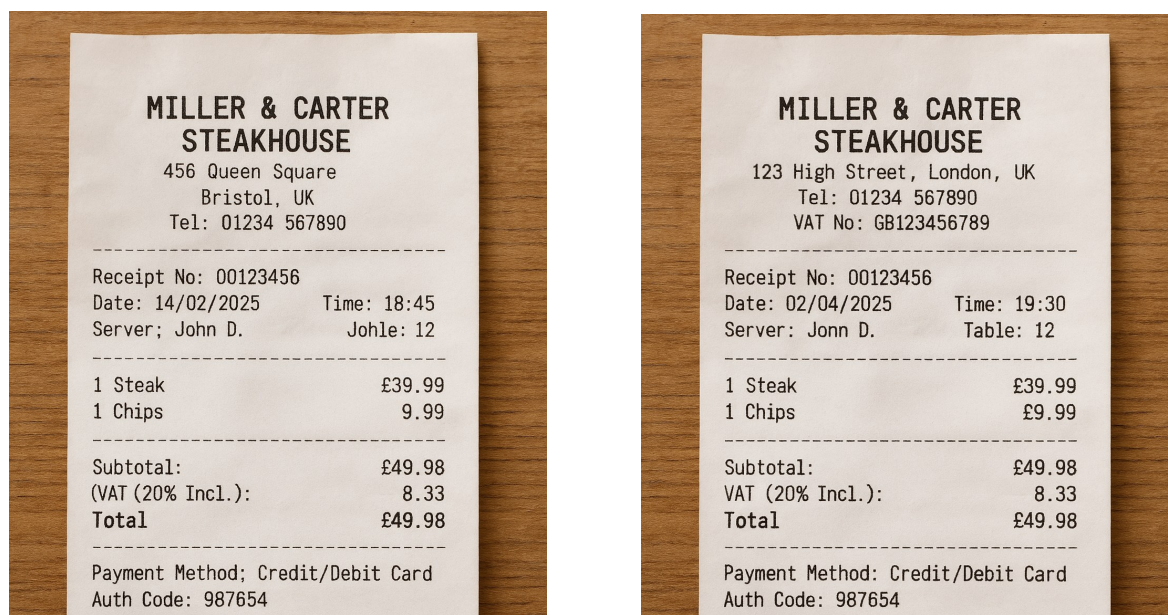 MILLER & CARTER
STEAKHOUSE
456 Queen Square
Bristol, UK
Tel: 01234 567890
Receipt No: 00123456
Date: 14/02/2025 Time: 18:45
Server; John D. Johle: 12
1 Steak £39.99
1 Chips 9.99
Subtotal: £49.98
(VAT (20% Incl.): 8.33
Total £49.98
Payment Method; Credit/Debit Card
Auth Code: 987654
MILLER & CARTER
STEAKHOUSE
123 High Street, London, UK
Tel: 01234 567890
VAT No: GB123456789
Receipt No: 00123456
Date: 02/04/2025 Time: 19:30
Server: Jonn D. Table: 12
1 Steak £39.99
1 Chips £9.99
Subtotal: £49.98
VAT (20% Incl.): 8.33
Total £49.98
Payment Method: Credit/Debit Card
Auth Code: 987654